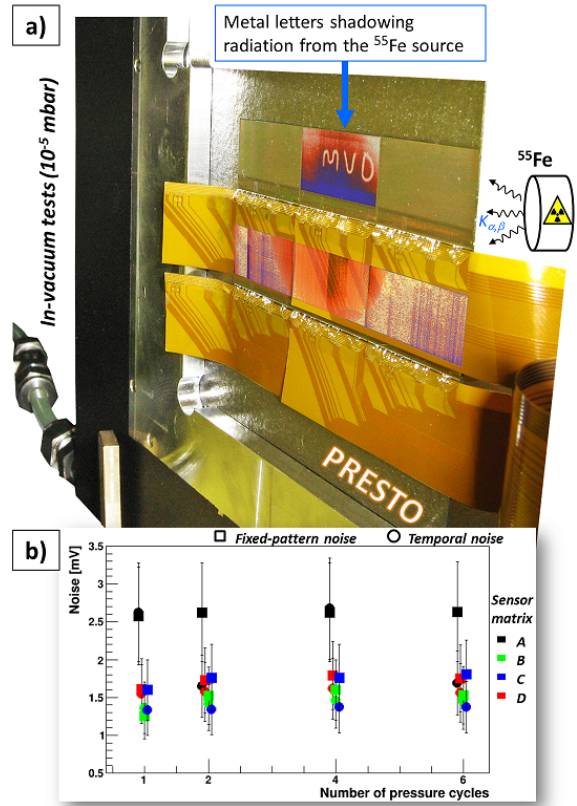 a)
Metal letters shadowing
radiation from the ⁵⁵Fe source
In-vacuum tests (10⁻⁵ mbar)
MVD
⁵⁵Fe
Kα,β
PRESTO
b)
Fixed-pattern noise
Temporal noise
Noise [mV]
3.5
3
2.5
2
1.5
1
0.5
Sensor
matrix
A
B
C
D
1
2
4
6
Number of pressure cycles